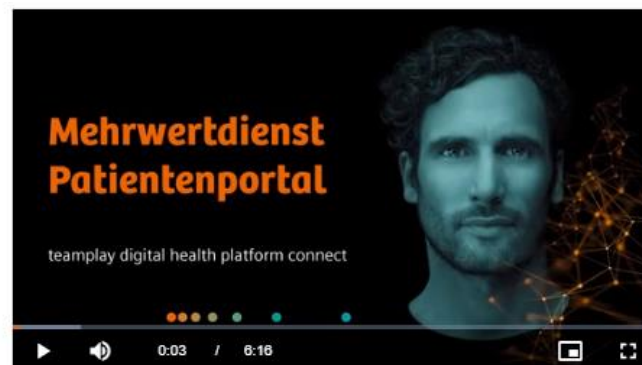 Mehrwertdienst
Patientenportal
teamplay digital health platform connect
0:03 / 6:16